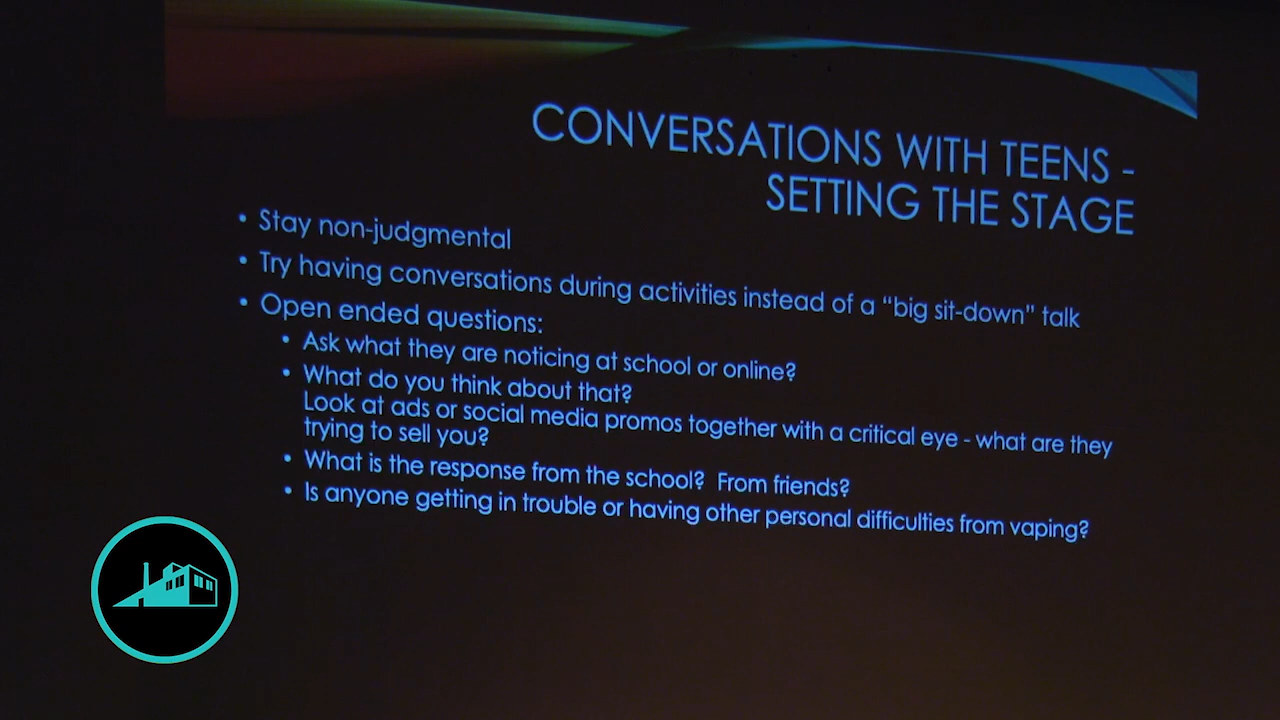 CONVERSATIONS WITH TEENS -
SETTING THE STAGE
• Stay non-judgmental
• Try having conversations during activities instead of a “big sit-down” talk
• Open ended questions:
• Ask what they are noticing at school or online?
• What do you think about that?
Look at ads or social media promos together with a critical eye - what are they
trying to sell you?
• What is the response from the school? From friends?
• Is anyone getting in trouble or having other personal difficulties from vaping?